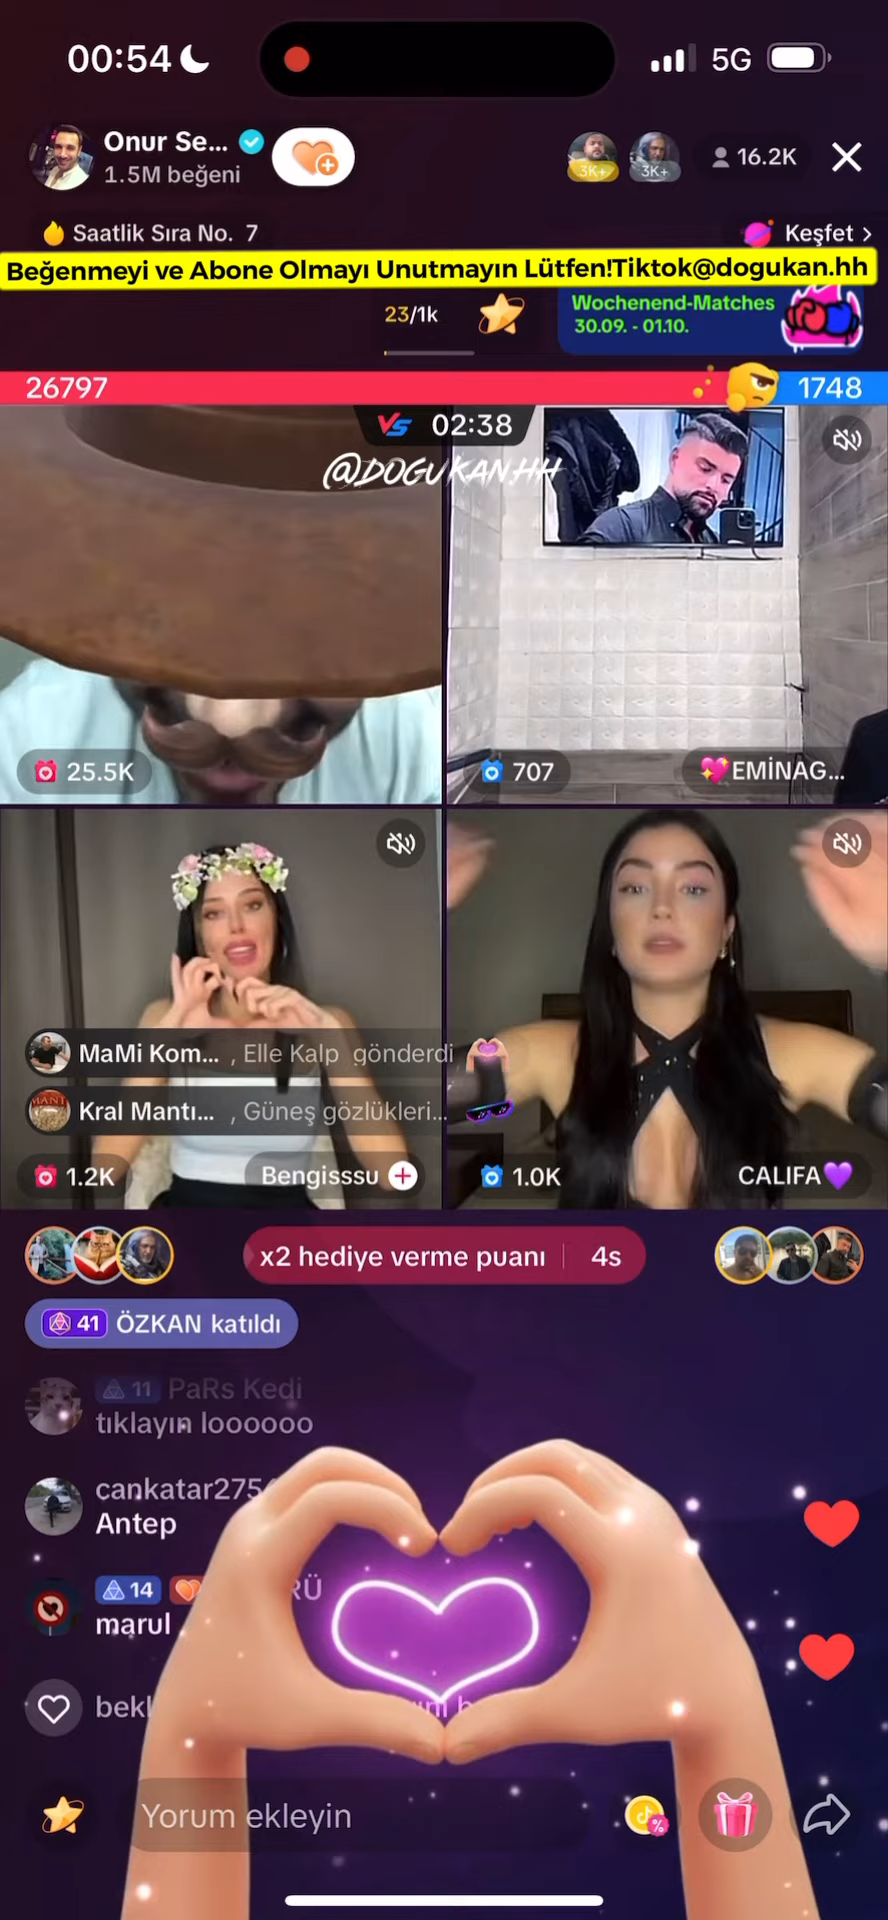 00:54
5G
Onur Se...
1.5M beğeni
3K+
3K+
16.2K
Saatlik Sıra No. 7
Keşfet >
Beğenmeyi ve Abone Olmayı Unutmayın Lütfen!Tiktok@dogukan.hh
23/1k
Wochenend-Matches
30.09. - 01.10.
26797
1748
VS 02:38
@DOGUKAN.HH
25.5K
707
EMİNAG...
MaMi Kom... , Elle Kalp gönderdi
Kral Mantı... , Güneş gözlükleri...
1.2K
Bengisssu
1.0K
CALIFA
x2 hediye verme puanı 4s
41 ÖZKAN katıldı
11 PaRs Kedi
tıklayın loooooo
cankatar275
Antep
14
RÜ
marul
Yorum ekleyin